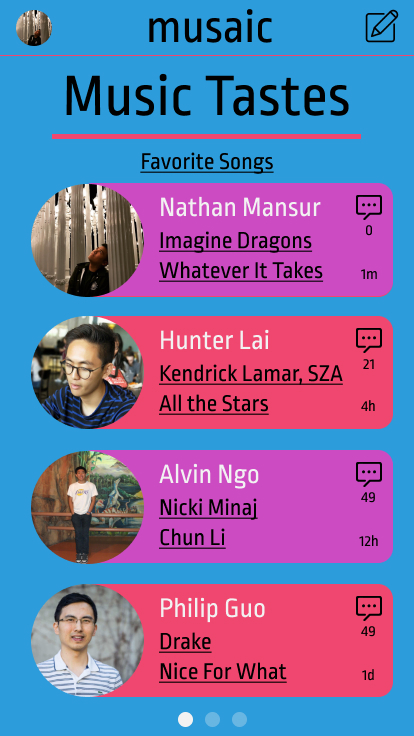 musaic
Music Tastes
Favorite Songs
Nathan Mansur
Imagine Dragons
0
Whatever It Takes
1m
Hunter Lai
Kendrick Lamar, SZA
21
All the Stars
4h
Alvin Ngo
Nicki Minaj
49
Chun Li
12h
Philip Guo
Drake
49
Nice For What
1d